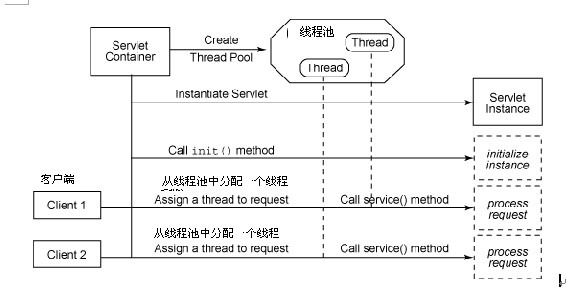 Servlet
Container
Create
Thread Pool
线程池
Thread
Thread
Instantiate Servlet
Servlet
Instance
Call init() method
initialize
instance
客户端
从线程池中分配一个线程
Client 1
Assign a thread to request
Call service() method
process
request
从线程池中分配一个线程
Client 2
Assign a thread to request
Call service() method
process
request